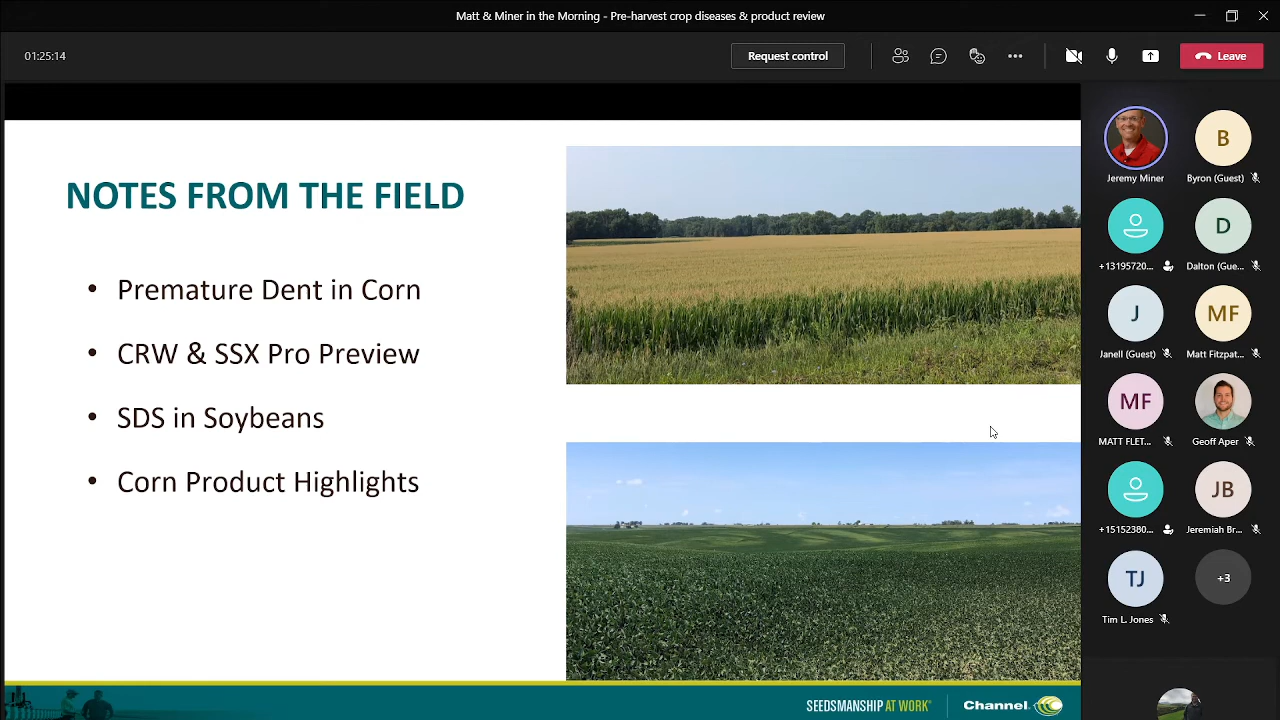 Matt & Miner in the Morning - Pre-harvest crop diseases & product review
01:25:14
Request control
Leave
NOTES FROM THE FIELD
• Premature Dent in Corn
• CRW & SSX Pro Preview
• SDS in Soybeans
• Corn Product Highlights
SEEDSMANSHIP AT WORK®
Channel.
Jeremy Miner
B
Byron (Guest)
+13195720...
D
Dalton (Gue...
J
Janell (Guest)
MF
Matt Fitzpat...
MF
MATT FLET...
Geoff Aper
+15152380...
JB
Jeremiah Br...
TJ
Tim L. Jones
+3